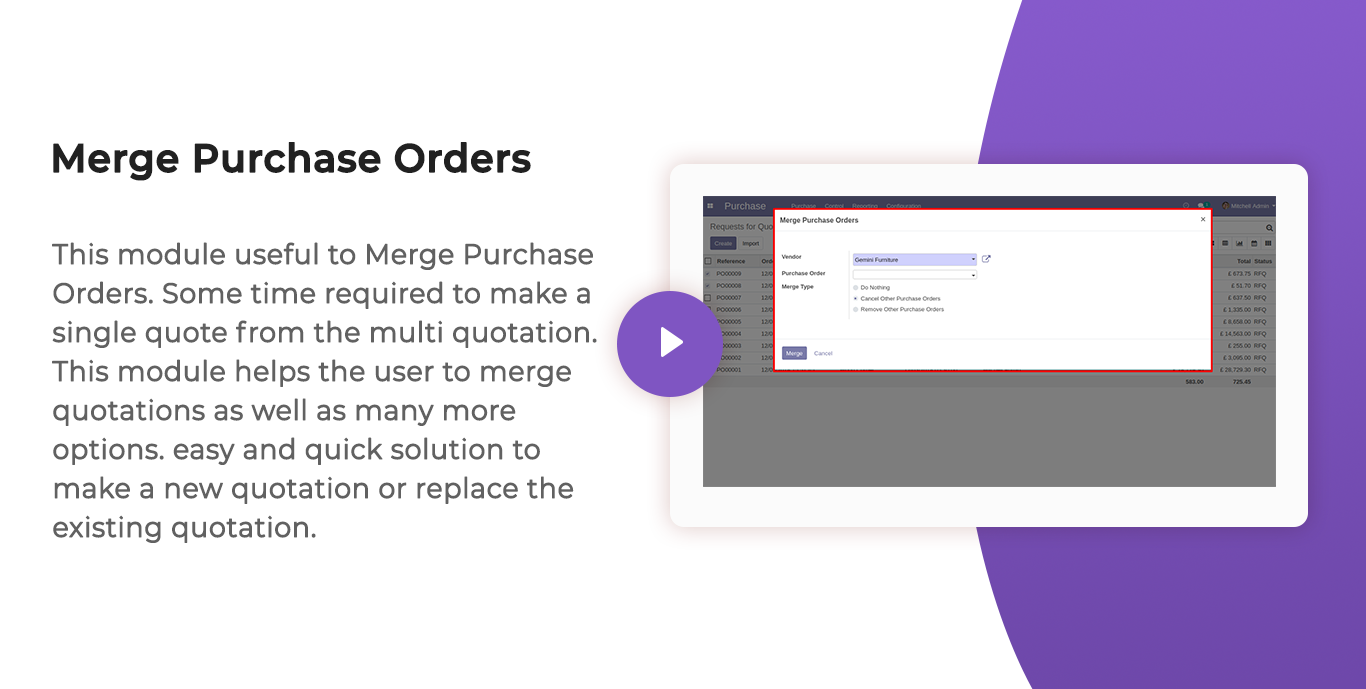 Merge Purchase Orders
This module useful to Merge Purchase
Orders. Some time required to make a
single quote from the multi quotation.
This module helps the user to merge
quotations as well as many more
options. easy and quick solution to
make a new quotation or replace the
existing quotation.
Purchase Purchase Control Reporting Configuration Mitchell Admin
Requests for Quo
Create Import
Merge Purchase Orders ×
Vendor Gemini Furniture
Purchase Order
Merge Type Do Nothing
Cancel Other Purchase Orders
Remove Other Purchase Orders
Merge Cancel
Reference Total Status
PO00009 12/0 £ 673.75 RFQ
PO00008 12/0 £ 51.70 RFQ
PO00007 12/0 £ 637.50 RFQ
PO00006 12/0 £ 1,335.00 RFQ
PO00005 12/0 £ 8,658.00 RFQ
PO00004 12/0 £ 14,563.00 RFQ
PO00003 12/0 £ 255.00 RFQ
PO00002 12/0 £ 3,095.00 RFQ
PO00001 12/0 £ 28,729.30 RFQ
583.00 725.45